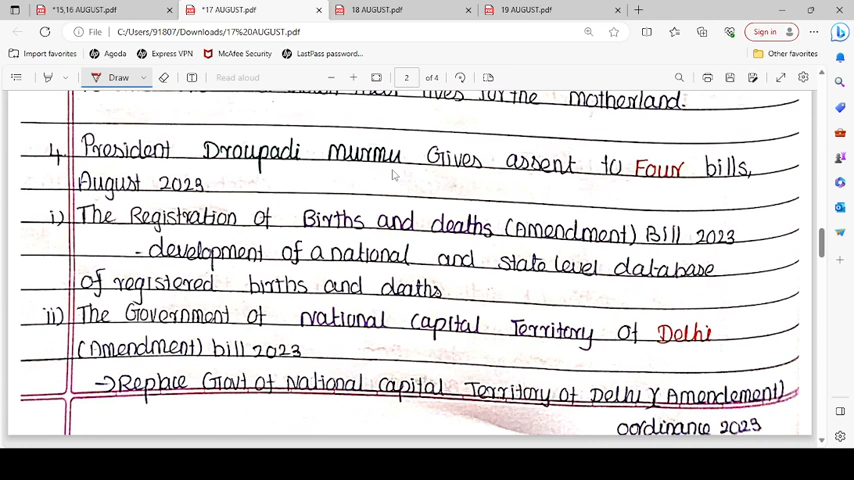 *15,16 AUGUST.pdf
*17 AUGUST.pdf
18 AUGUST.pdf
19 AUGUST.pdf
File
C:/Users/91807/Downloads/17%20AUGUST.pdf
Sign in
Import favorites
Agoda
Express VPN
McAfee Security
LastPass password...
Other favorites
Draw
Read aloud
2
of 4
lives for the motherland.
4. President Droupadi Murmu Gives assent to Four bills,
August 2023
i) The Registration of Births and deaths (Amendment) Bill 2023
- development of a national and state level database
of registered births and deaths
ii) The Government of National Capital Territory of Delhi
(Amendment) bill 2023
→ Replace Govt of National capital Territory of Delhi (Amendement)
oordinance 2023